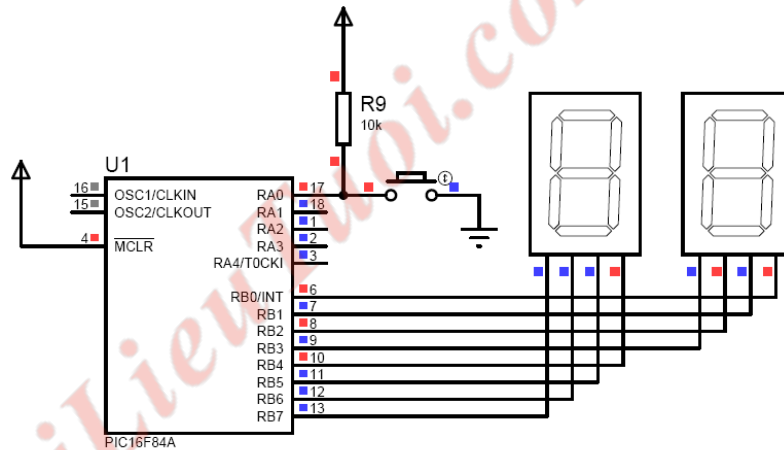 R9
10k
U1
16 OSC1/CLKIN RA0 17
15 OSC2/CLKOUT RA1 18
RA2 1
4 MCLR RA3 2
RA4/T0CKI 3
RB0/INT 6
RB1 7
RB2 8
RB3 9
RB4 10
RB5 11
RB6 12
RB7 13
PIC16F84A
iLieuTuoi.co